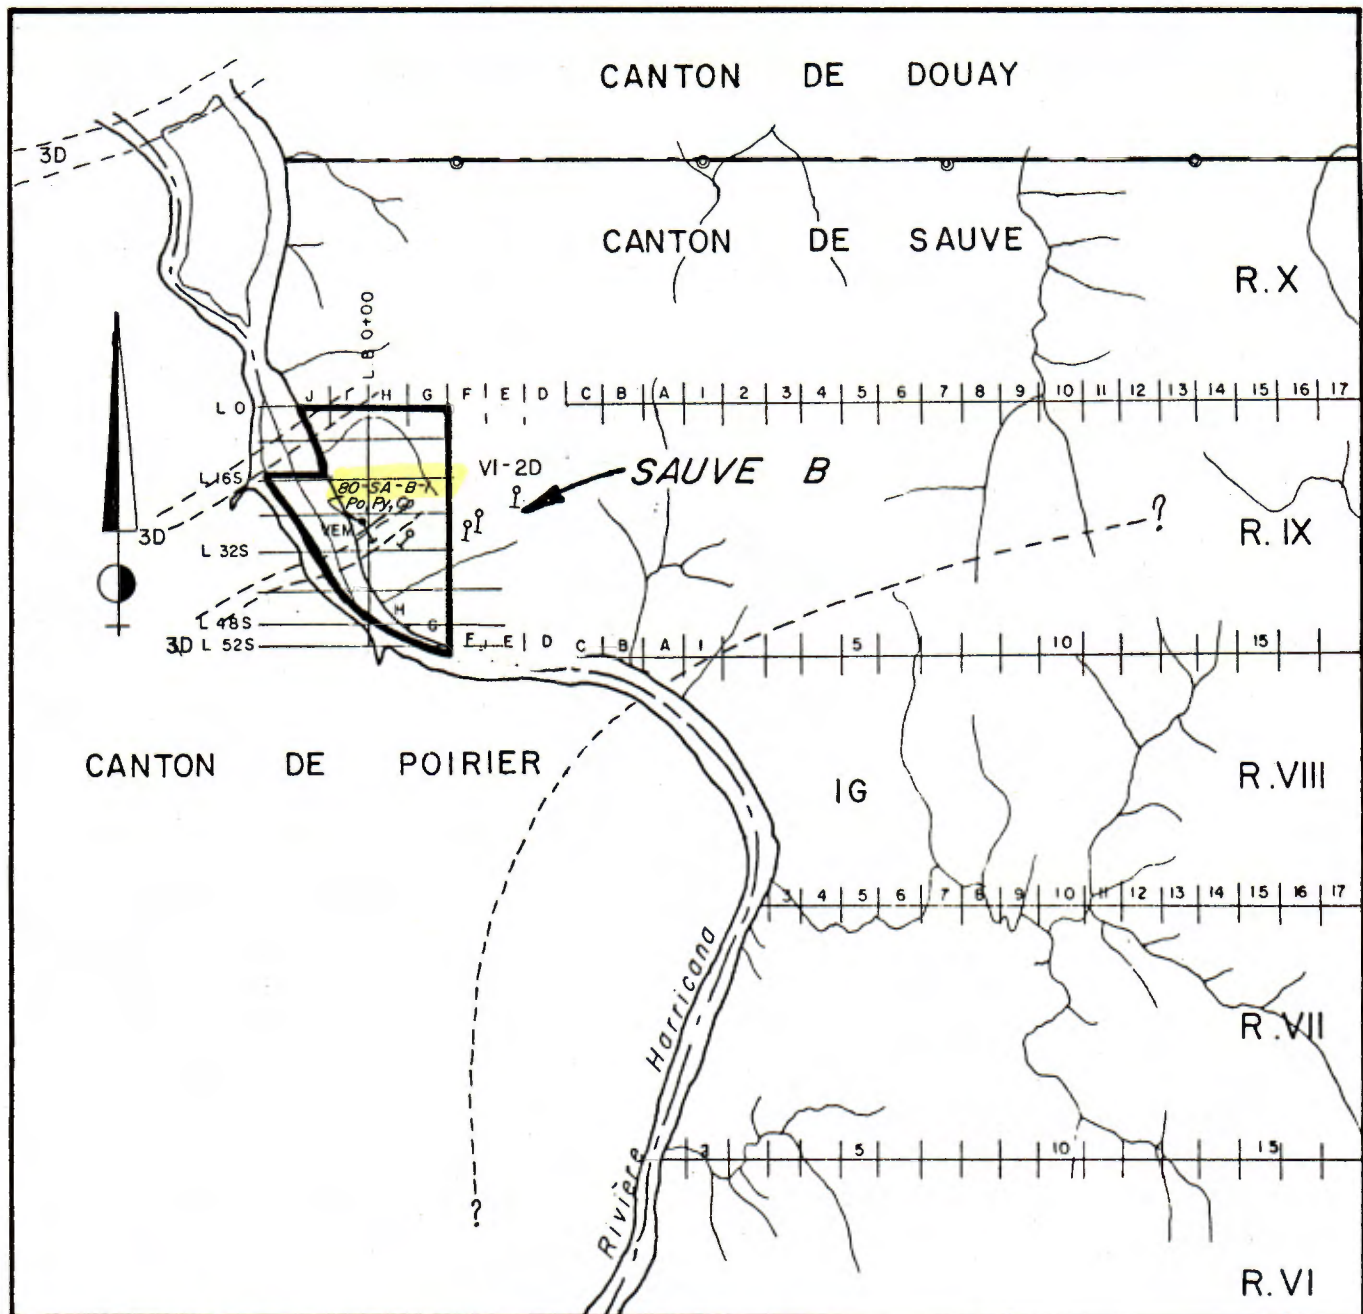 CANTON DE DOUAY
3D
CANTON DE SAUVE
R. X
L 8 0+00
J I H G F E D C B A 1 2 3 4 5 6 7 8 9 10 11 12 13 14 15 16 17
L 0
VI-2D
SAUVE B
L 16S
BO-SA-B-1
Po, Py, Cp
3D
VEM
R. IX
?
L 32S
H
L 48S
G
3D L 52S
F E D C B A 1 5 10 15
CANTON DE POIRIER
IG
R. VIII
3 4 5 6 7 8 9 10 11 12 13 14 15 16 17
Rivière Harricana
R. VII
5 10 15
?
R. VI